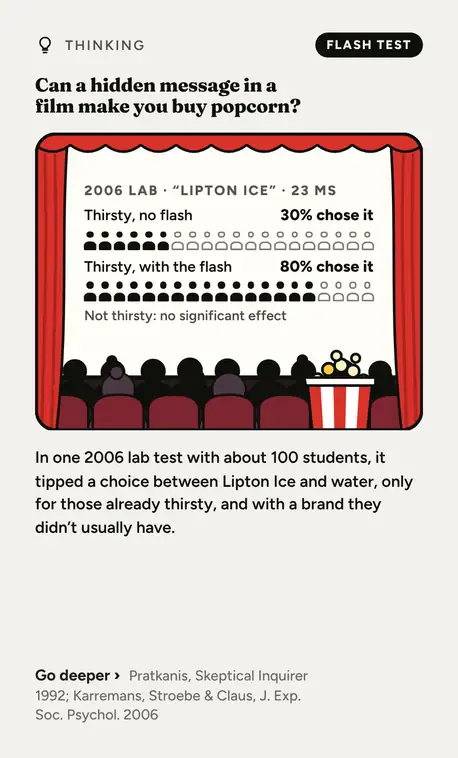 THINKING
FLASH TEST
Can a hidden message in a
film make you buy popcorn?
2006 LAB · “LIPTON ICE” · 23 MS
Thirsty, no flash 30% chose it
Thirsty, with the flash 80% chose it
Not thirsty: no significant effect
In one 2006 lab test with about 100 students, it
tipped a choice between Lipton Ice and water, only
for those already thirsty, and with a brand they
didn’t usually have.
Go deeper › Pratkanis, Skeptical Inquirer
1992; Karremans, Stroebe & Claus, J. Exp.
Soc. Psychol. 2006